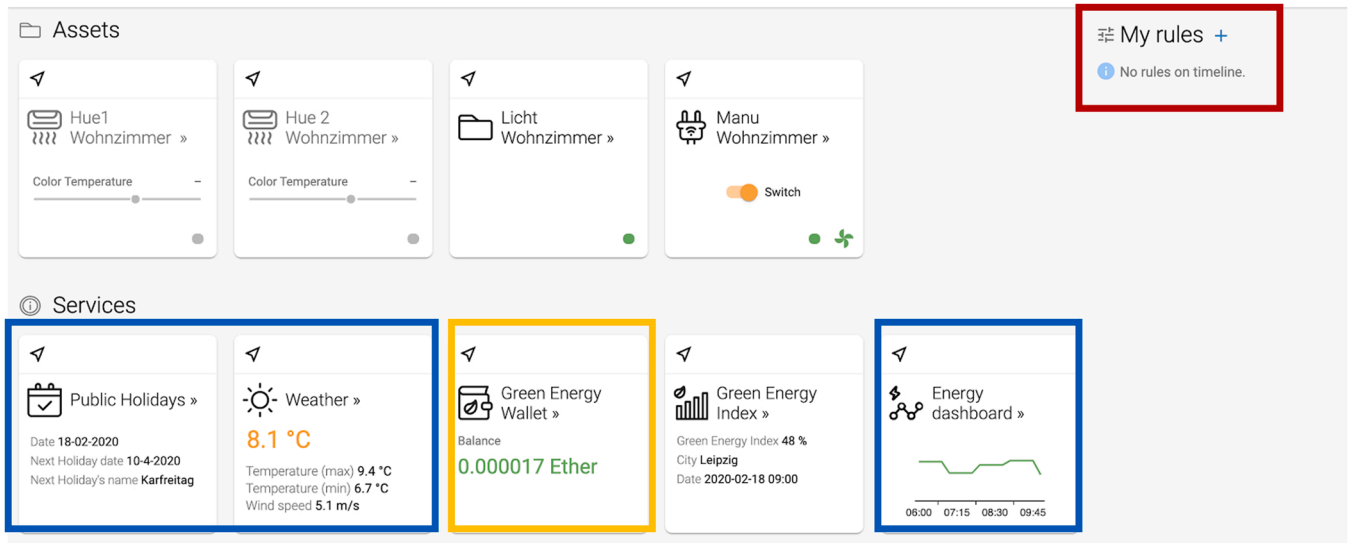 Assets
My rules +
No rules on timeline.
Hue1
Wohnzimmer »
Color Temperature –
Hue 2
Wohnzimmer »
Color Temperature –
Licht
Wohnzimmer »
Manu
Wohnzimmer »
Switch
Services
Public Holidays »
Date 18-02-2020
Next Holiday date 10-4-2020
Next Holiday's name Karfreitag
Weather »
8.1 °C
Temperature (max) 9.4 °C
Temperature (min) 6.7 °C
Wind speed 5.1 m/s
Green Energy
Wallet »
Balance
0.000017 Ether
Green Energy
Index »
Green Energy Index 48 %
City Leipzig
Date 2020-02-18 09:00
Energy
dashboard »
06:00 07:15 08:30 09:45